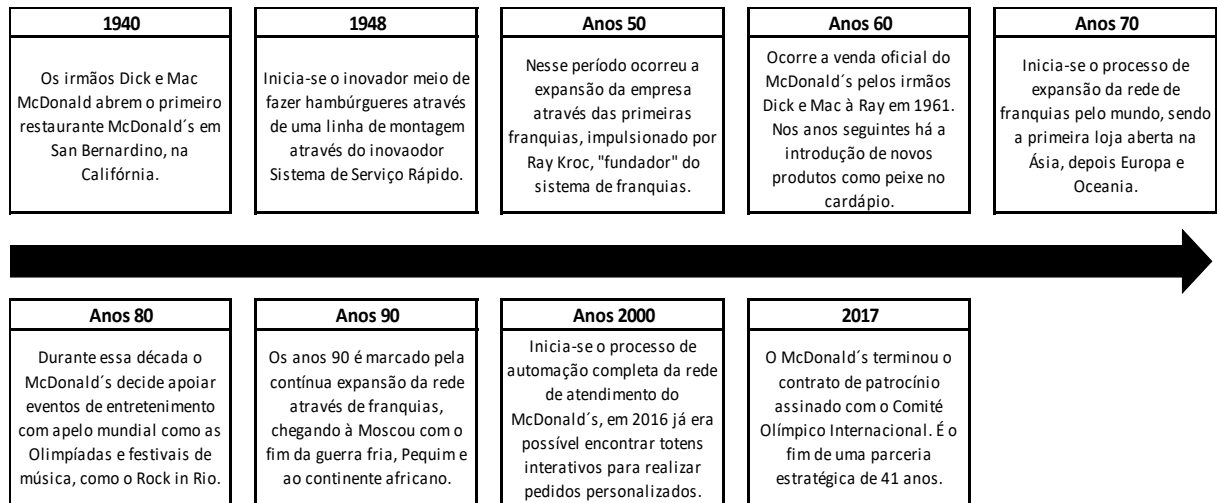 1940
Os irmãos Dick e Mac
McDonald abrem o primeiro
restaurante McDonald´s em
San Bernardino, na
Califórnia.
1948
Inicia-se o inovador meio de
fazer hambúrgueres através
de uma linha de montagem
através do inovaodor
Sistema de Serviço Rápido.
Anos 50
Nesse período ocorreu a
expansão da empresa
através das primeiras
franquias, impulsionado por
Ray Kroc, "fundador" do
sistema de franquias.
Anos 60
Ocorre a venda oficial do
McDonald´s pelos irmãos
Dick e Mac à Ray em 1961.
Nos anos seguintes há a
introdução de novos
produtos como peixe no
cardápio.
Anos 70
Inicia-se o processo de
expansão da rede de
franquias pelo mundo, sendo
a primeira loja aberta na
Ásia, depois Europa e
Oceania.
Anos 80
Durante essa década o
McDonald´s decide apoiar
eventos de entretenimento
com apelo mundial como as
Olimpíadas e festivais de
música, como o Rock in Rio.
Anos 90
Os anos 90 é marcado pela
contínua expansão da rede
através de franquias,
chegando à Moscou com o
fim da guerra fria, Pequim e
ao continente africano.
Anos 2000
Inicia-se o processo de
automação completa da rede
de atendimento do
McDonald´s, em 2016 já era
possível encontrar totens
interativos para realizar
pedidos personalizados.
2017
O McDonald´s terminou o
contrato de patrocínio
assinado com o Comité
Olímpico Internacional. É o
fim de uma parceria
estratégica de 41 anos.